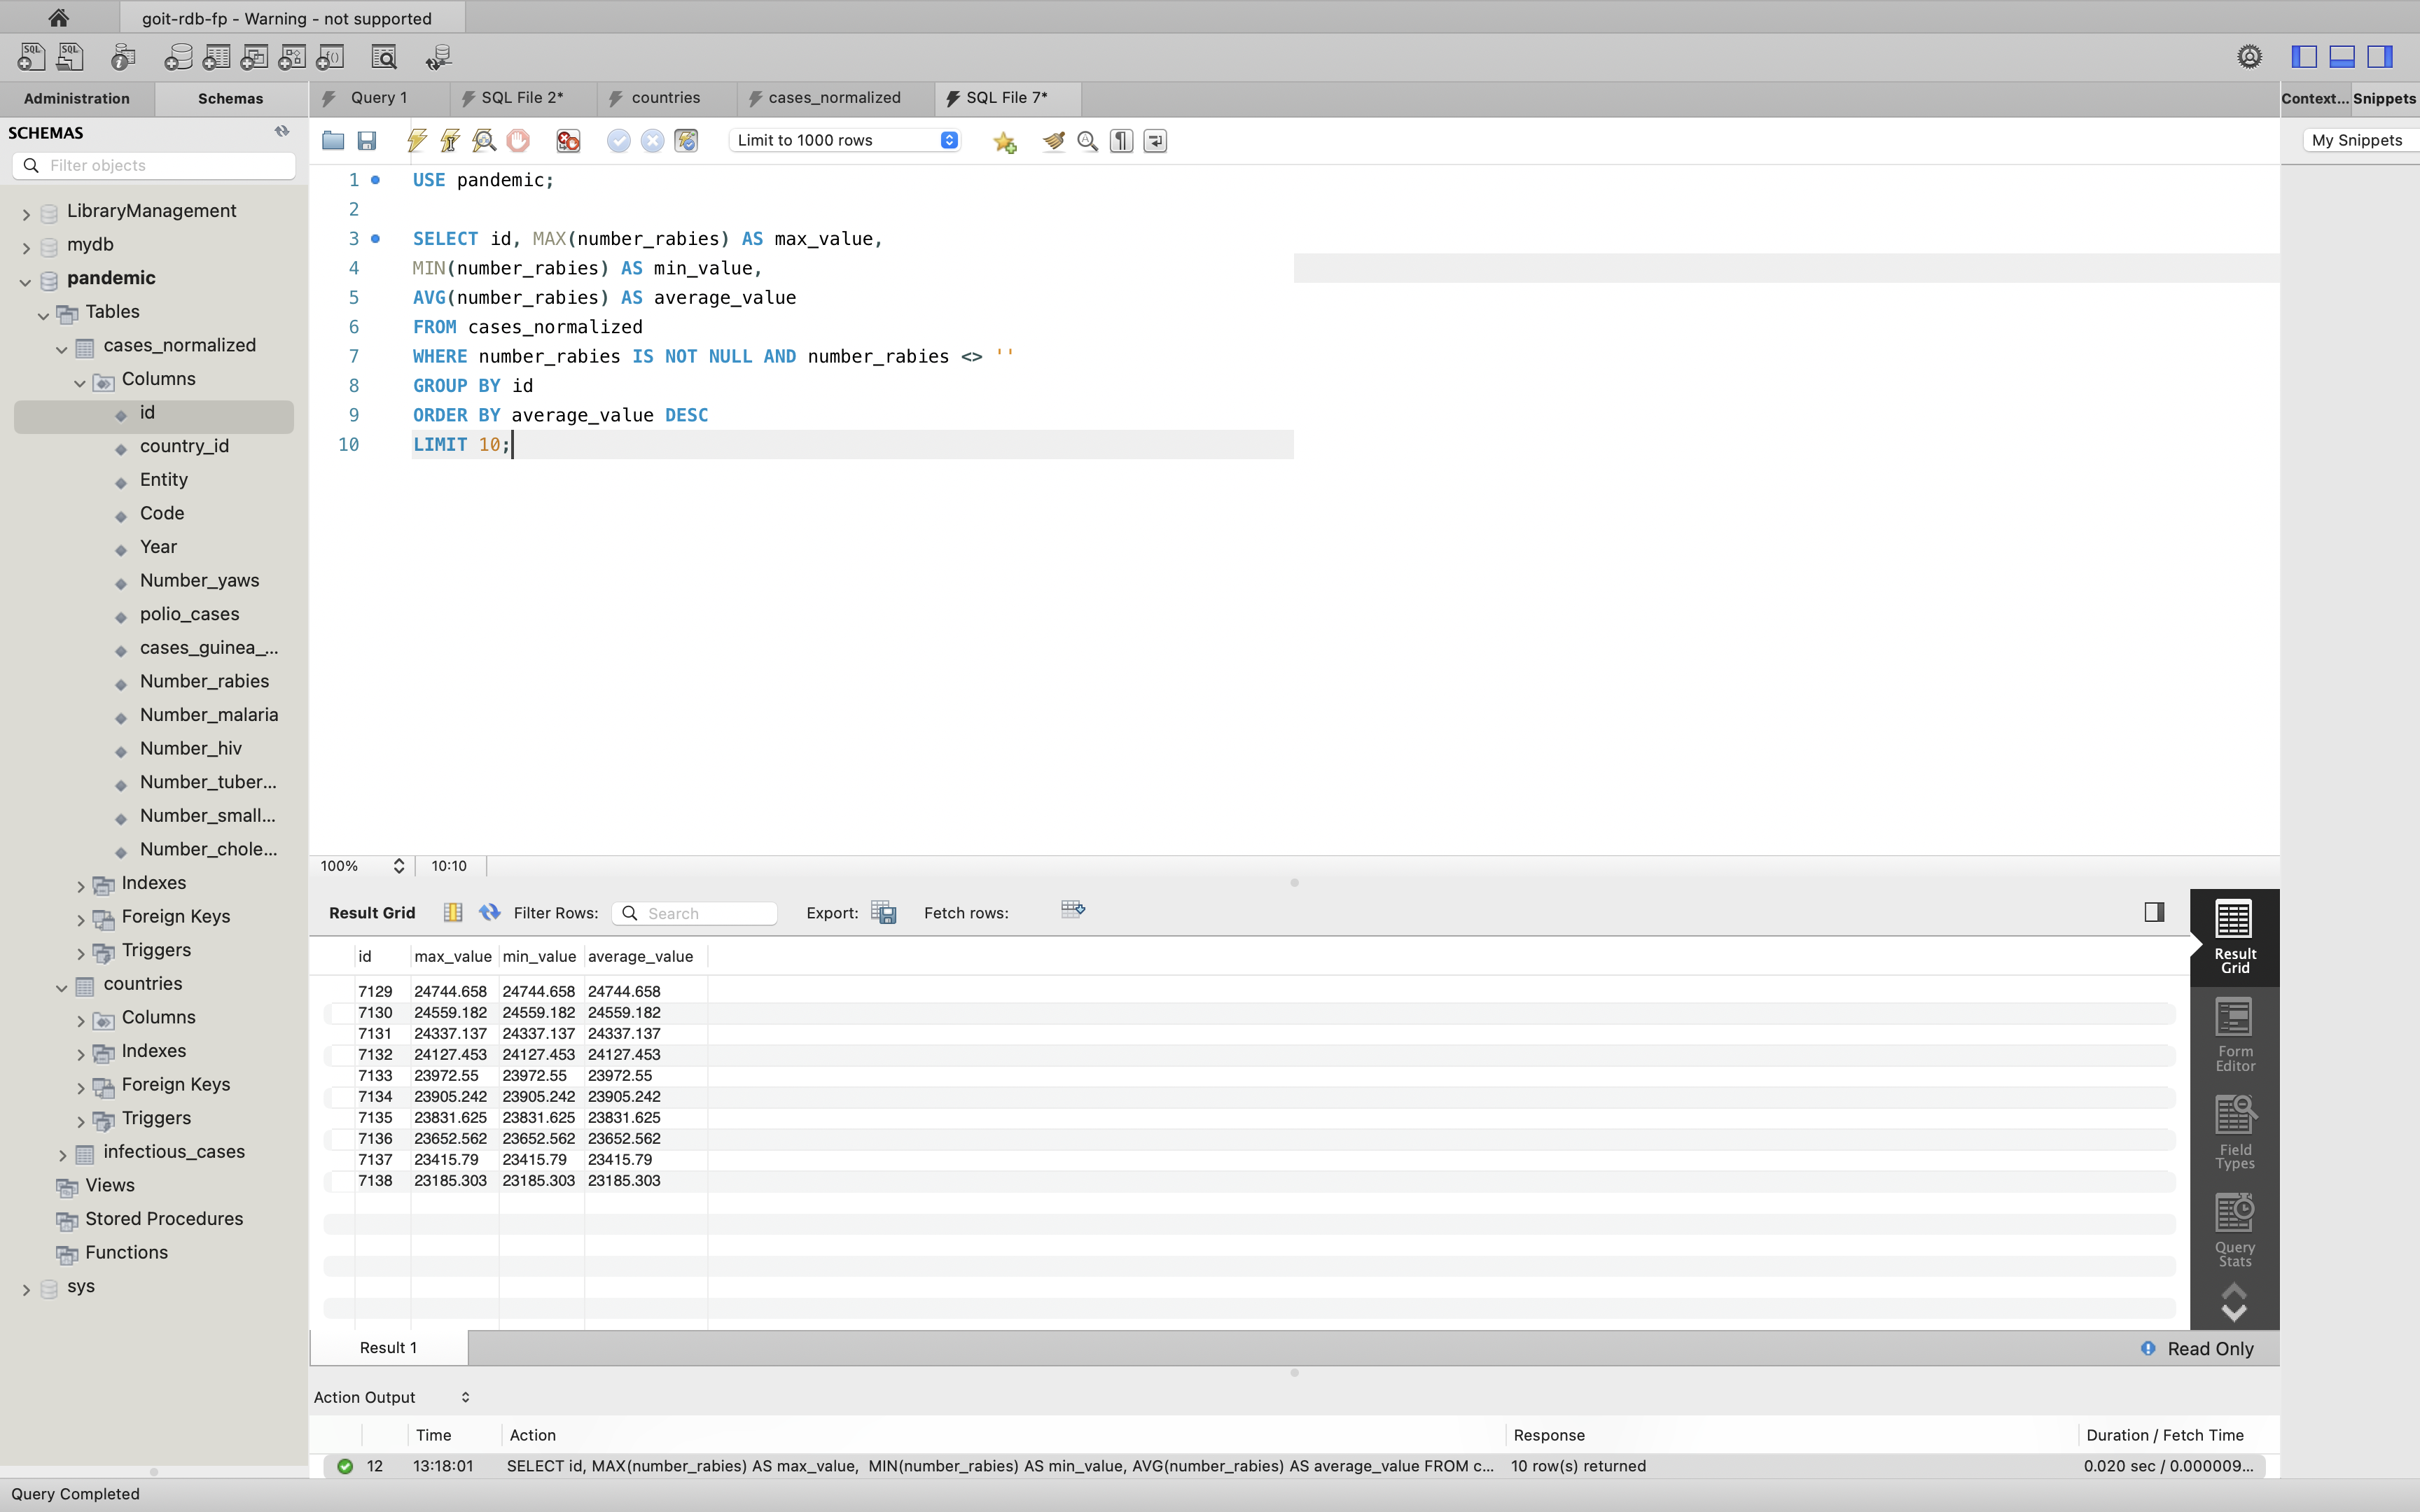 goit-rdb-fp - Warning - not supported
Administration
Schemas
Query 1
SQL File 2*
countries
cases_normalized
SQL File 7*
Context...
Snippets
SCHEMAS
Filter objects
Limit to 1000 rows
My Snippets
LibraryManagement
mydb
pandemic
Tables
cases_normalized
Columns
id
country_id
Entity
Code
Year
Number_yaws
polio_cases
cases_guinea_...
Number_rabies
Number_malaria
Number_hiv
Number_tuber...
Number_small...
Number_chole...
Indexes
Foreign Keys
Triggers
countries
Columns
Indexes
Foreign Keys
Triggers
infectious_cases
Views
Stored Procedures
Functions
sys
1 USE pandemic;
2
3 SELECT id, MAX(number_rabies) AS max_value,
4 MIN(number_rabies) AS min_value,
5 AVG(number_rabies) AS average_value
6 FROM cases_normalized
7 WHERE number_rabies IS NOT NULL AND number_rabies <> ''
8 GROUP BY id
9 ORDER BY average_value DESC
10 LIMIT 10;
100%
10:10
Result Grid
Filter Rows:
Search
Export:
Fetch rows:
id max_value min_value average_value
7129 24744.658 24744.658 24744.658
7130 24559.182 24559.182 24559.182
7131 24337.137 24337.137 24337.137
7132 24127.453 24127.453 24127.453
7133 23972.55 23972.55 23972.55
7134 23905.242 23905.242 23905.242
7135 23831.625 23831.625 23831.625
7136 23652.562 23652.562 23652.562
7137 23415.79 23415.79 23415.79
7138 23185.303 23185.303 23185.303
Result
Grid
Form
Editor
Field
Types
Query
Stats
Result 1
Read Only
Action Output
Time Action Response Duration / Fetch Time
12 13:18:01 SELECT id, MAX(number_rabies) AS max_value, MIN(number_rabies) AS min_value, AVG(number_rabies) AS average_value FROM c... 10 row(s) returned 0.020 sec / 0.000009...
Query Completed